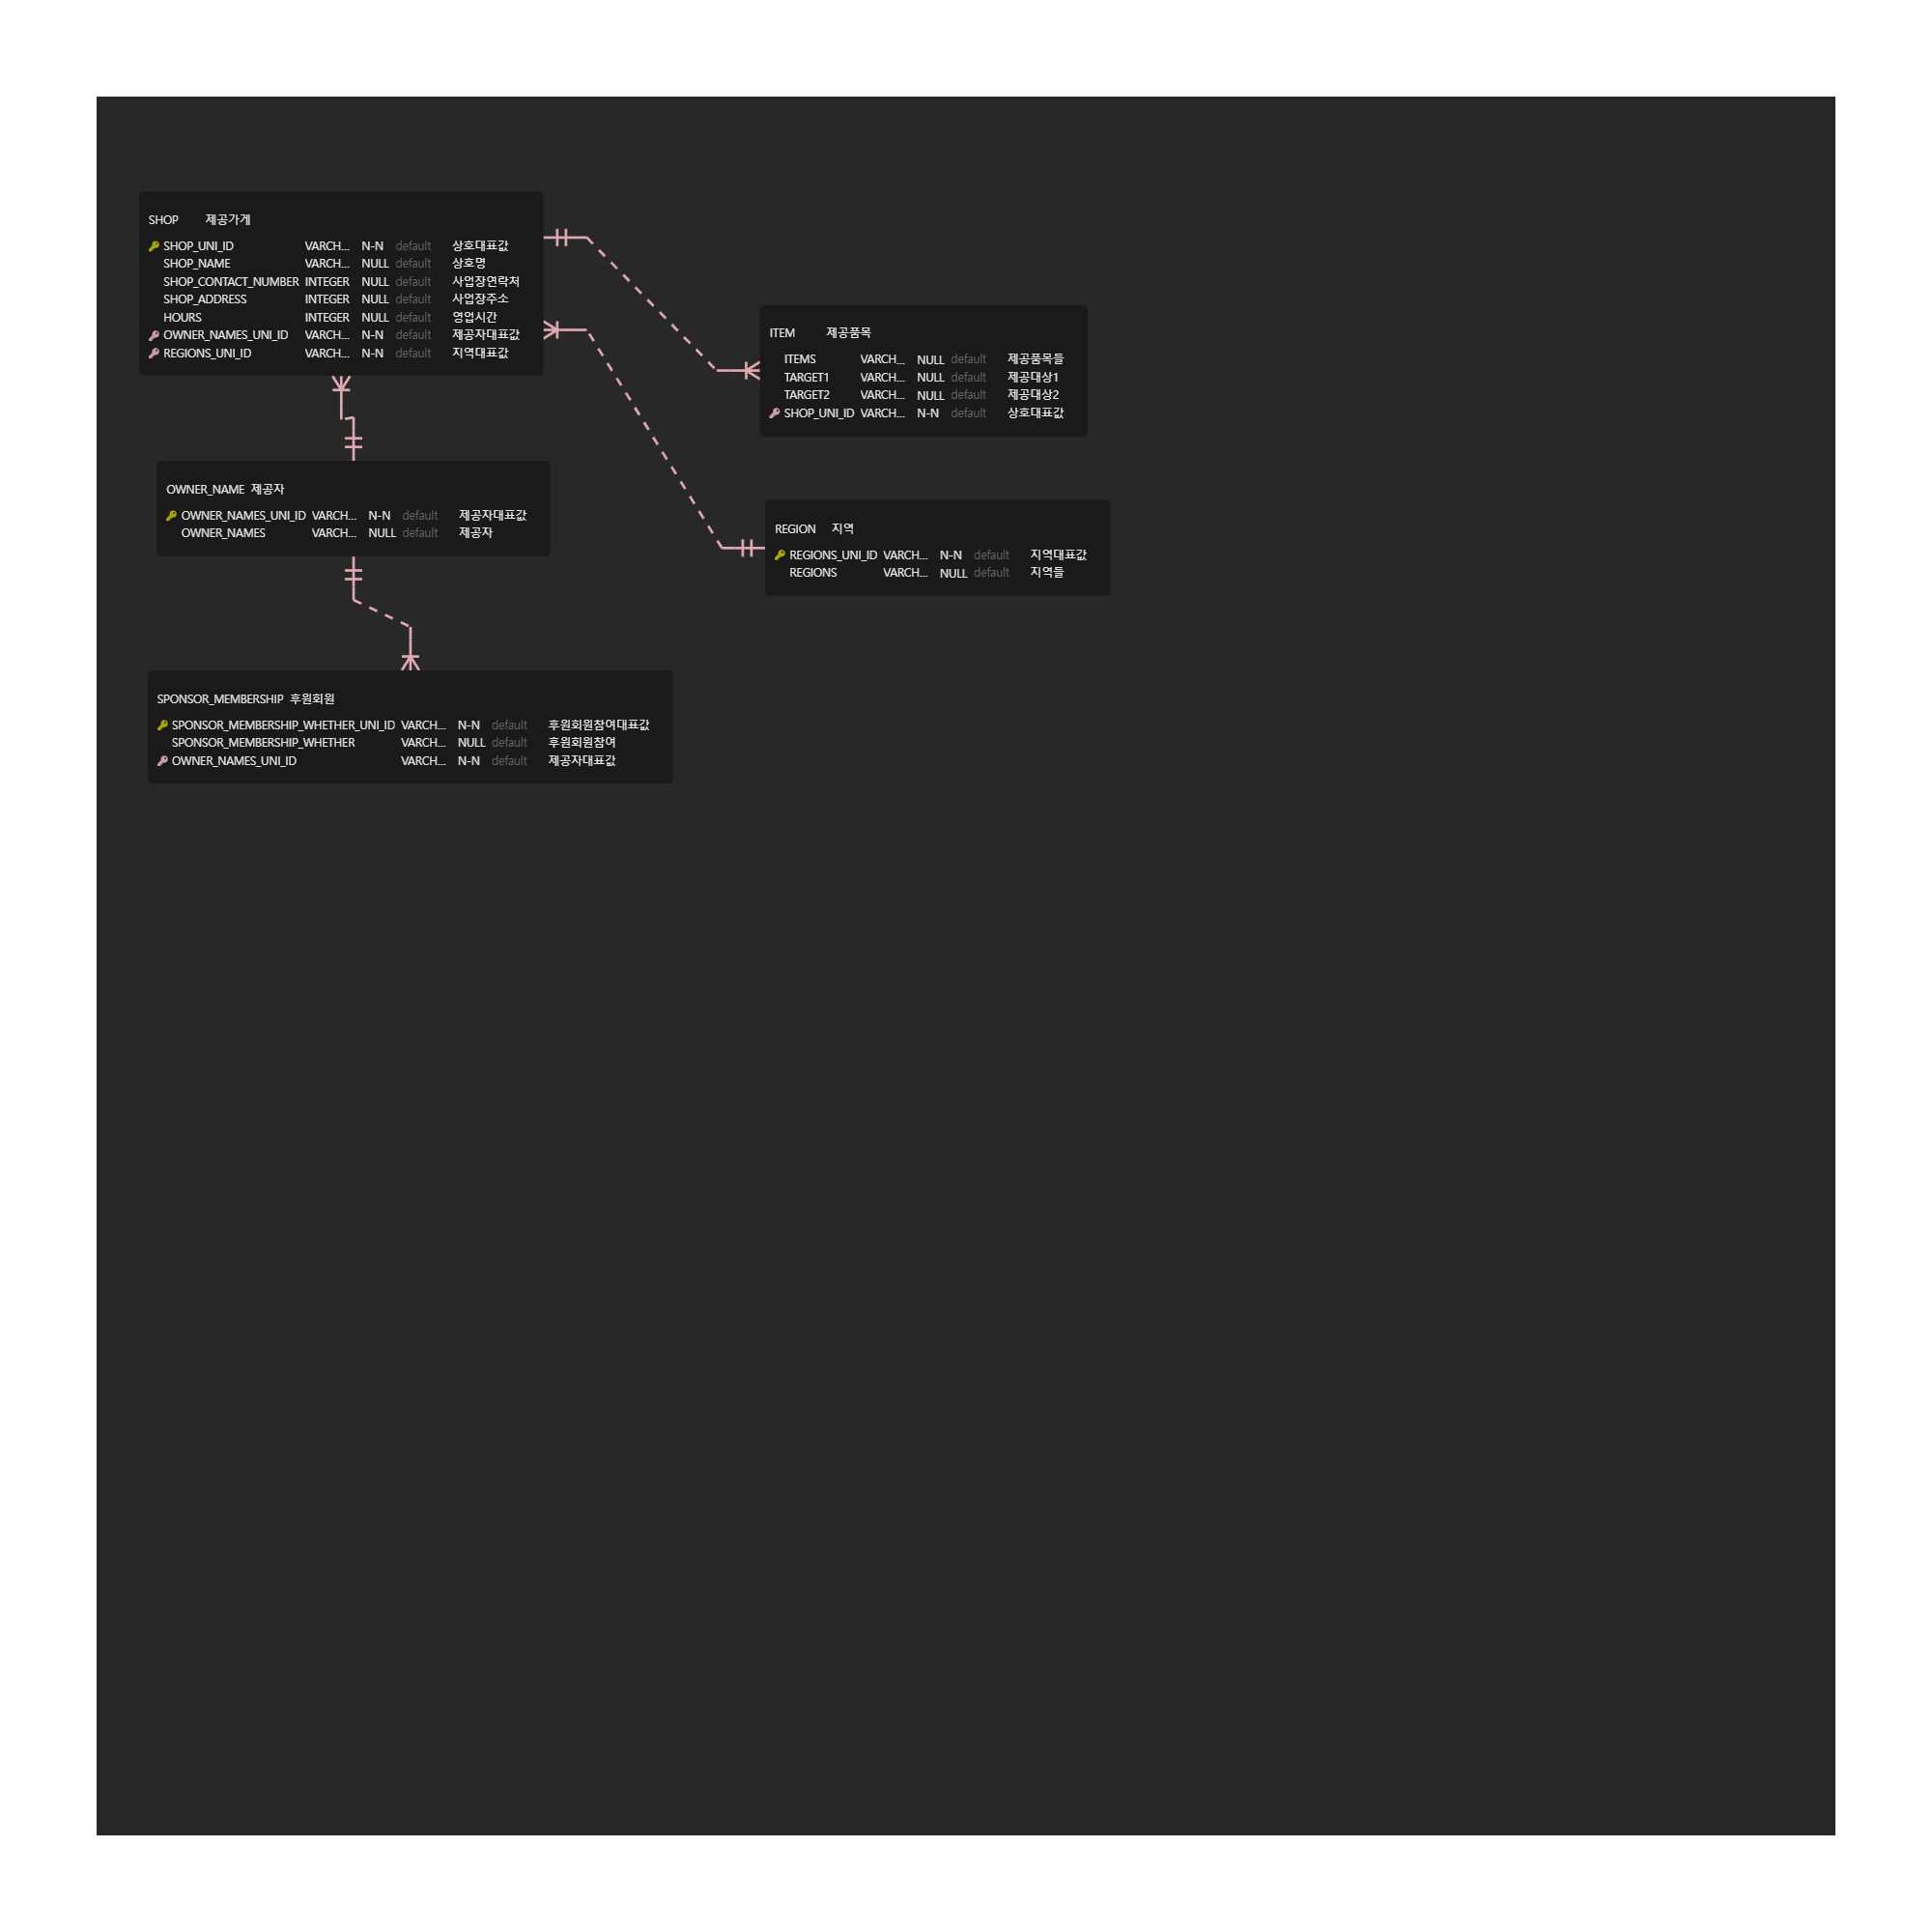 SHOP 제공가게
SHOP_UNI_ID VARCH... N-N default 상호대표값
SHOP_NAME VARCH... NULL default 상호명
SHOP_CONTACT_NUMBER INTEGER NULL default 사업장연락처
SHOP_ADDRESS INTEGER NULL default 사업장주소
HOURS INTEGER NULL default 영업시간
OWNER_NAMES_UNI_ID VARCH... N-N default 제공자대표값
REGIONS_UNI_ID VARCH... N-N default 지역대표값
ITEM 제공품목
ITEMS VARCH... NULL default 제공품목들
TARGET1 VARCH... NULL default 제공대상1
TARGET2 VARCH... NULL default 제공대상2
SHOP_UNI_ID VARCH... N-N default 상호대표값
OWNER_NAME 제공자
OWNER_NAMES_UNI_ID VARCH... N-N default 제공자대표값
OWNER_NAMES VARCH... NULL default 제공자
REGION 지역
REGIONS_UNI_ID VARCH... N-N default 지역대표값
REGIONS VARCH... NULL default 지역들
SPONSOR_MEMBERSHIP 후원회원
SPONSOR_MEMBERSHIP_WHETHER_UNI_ID VARCH... N-N default 후원회원참여대표값
SPONSOR_MEMBERSHIP_WHETHER VARCH... NULL default 후원회원참여
OWNER_NAMES_UNI_ID VARCH... N-N default 제공자대표값